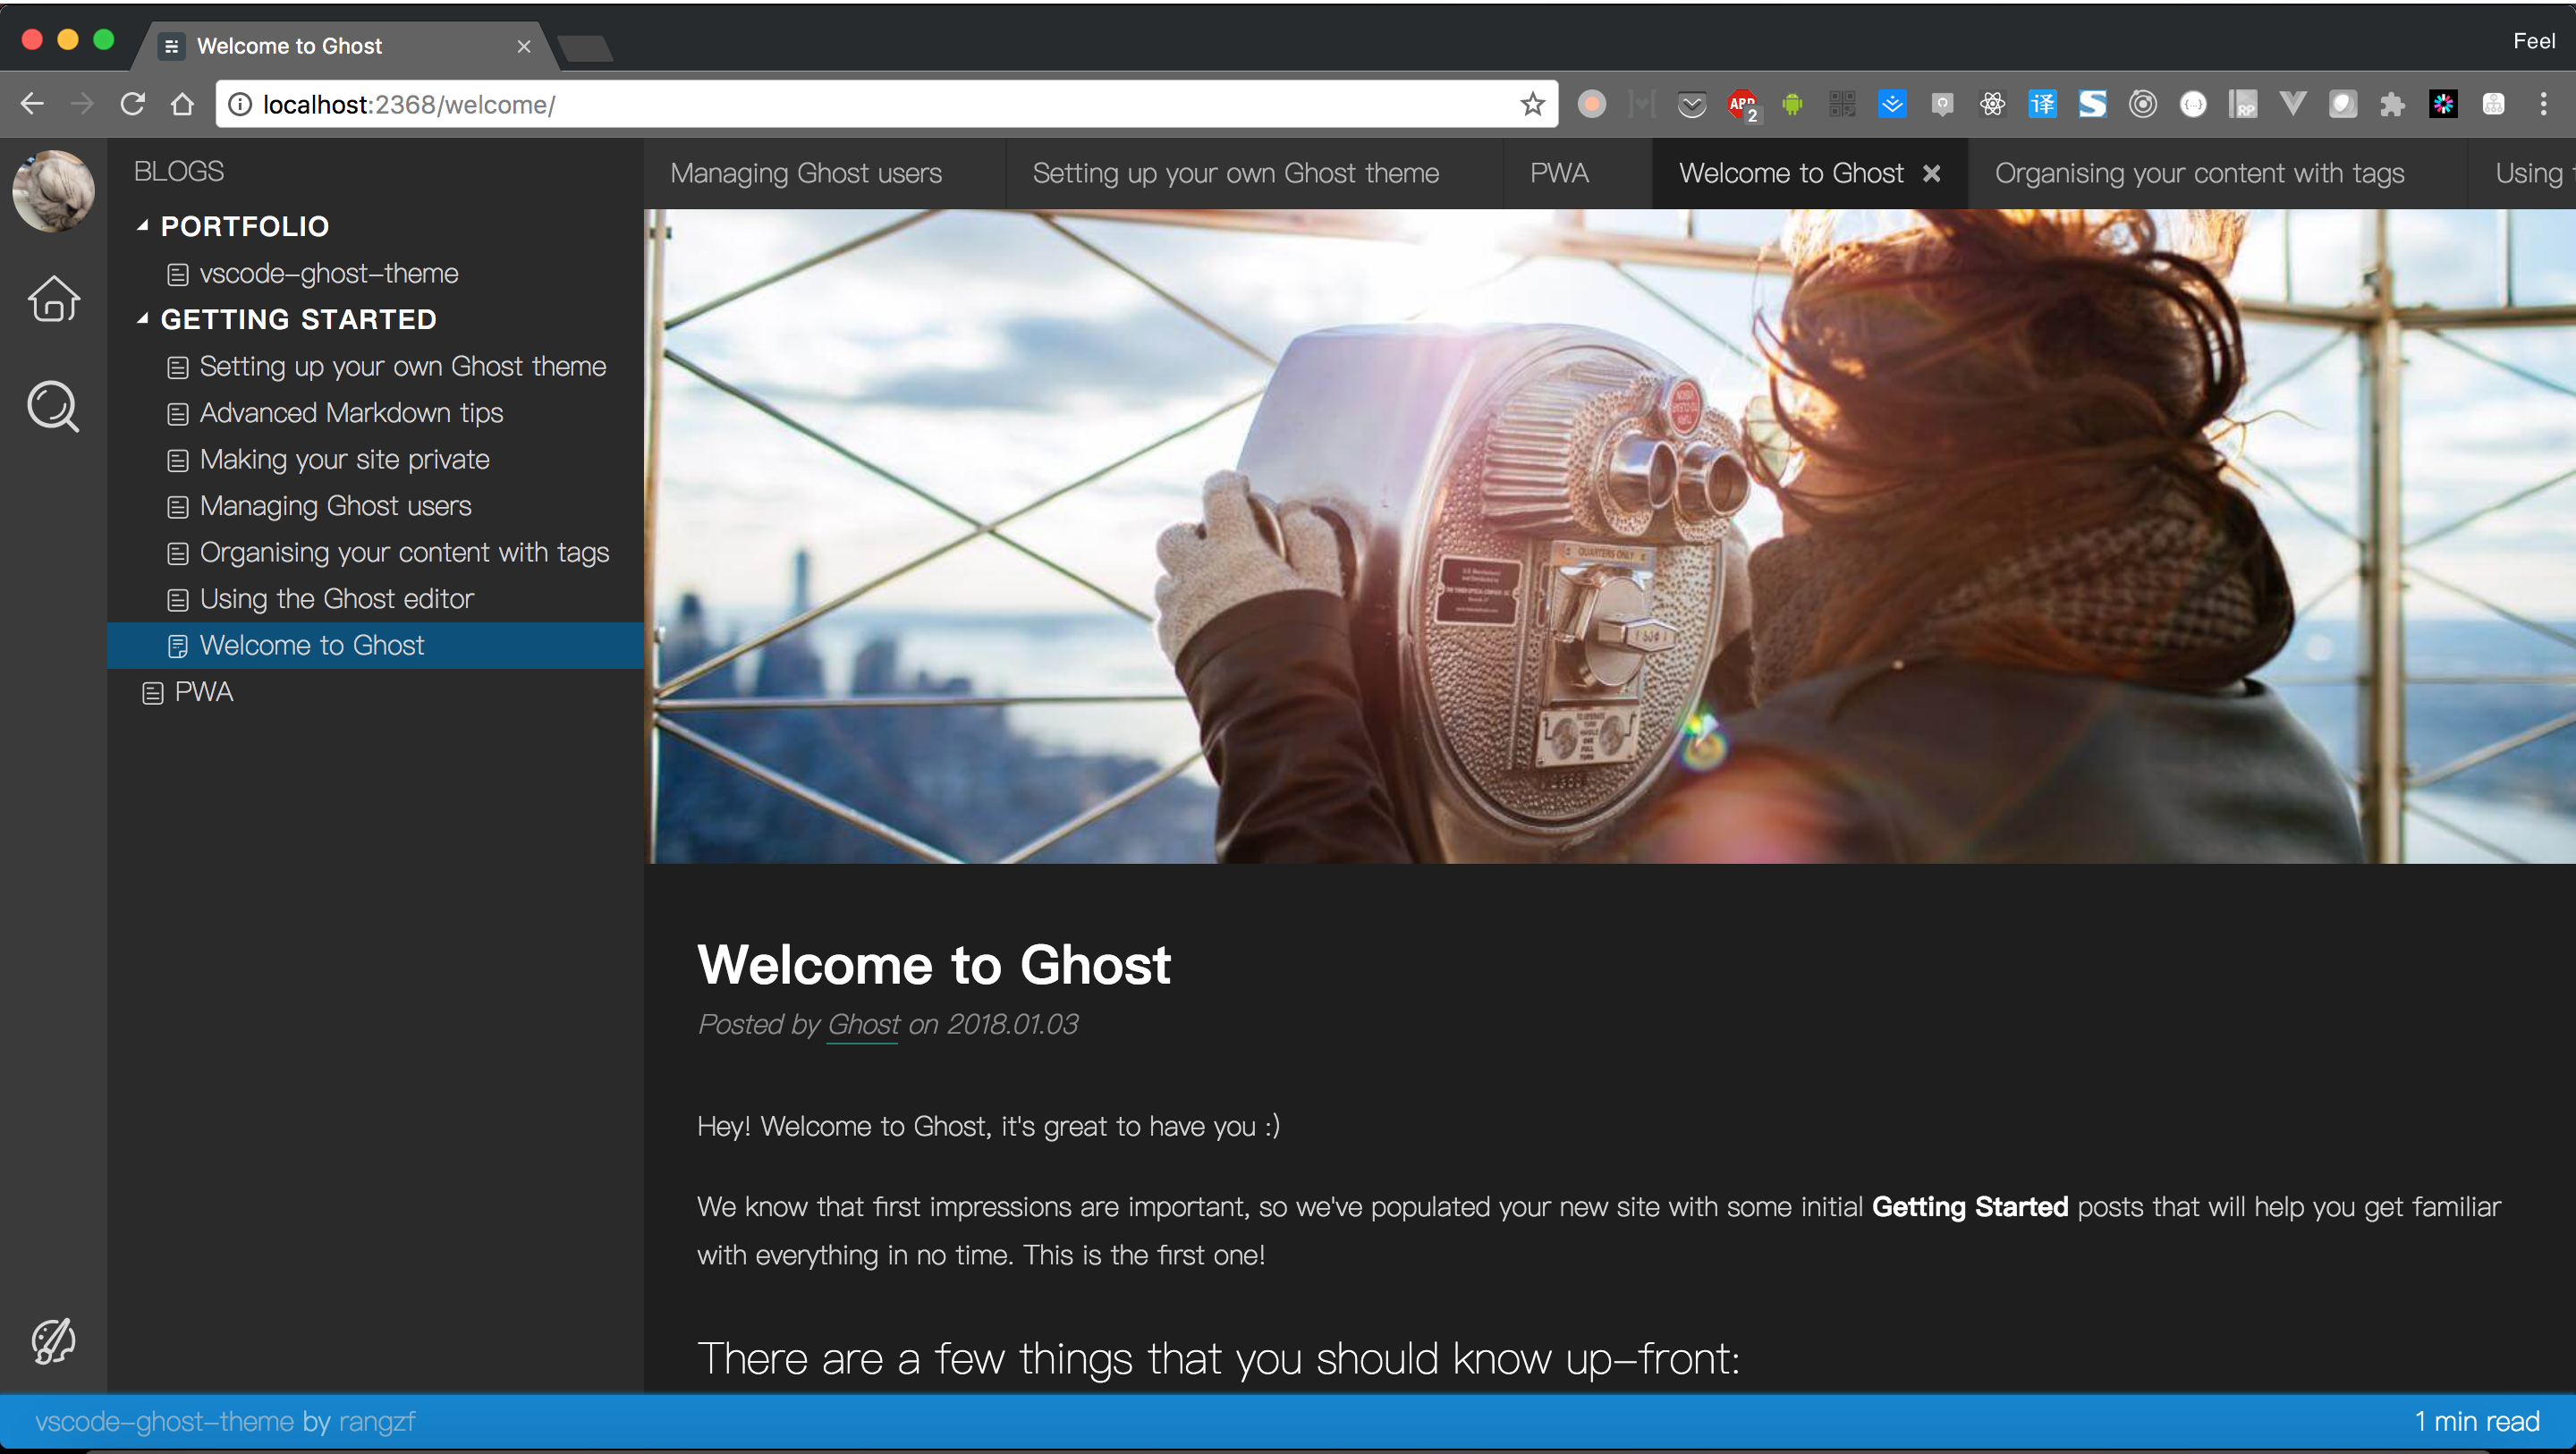 Welcome to Ghost
Feel
localhost:2368/welcome/
ABP
2
译
RP
BLOGS
PORTFOLIO
vscode-ghost-theme
GETTING STARTED
Setting up your own Ghost theme
Advanced Markdown tips
Making your site private
Managing Ghost users
Organising your content with tags
Using the Ghost editor
Welcome to Ghost
PWA
Managing Ghost users
Setting up your own Ghost theme
PWA
Welcome to Ghost
Organising your content with tags
Using
QUARTERS ONLY
Welcome to Ghost
Posted by Ghost on 2018.01.03
Hey! Welcome to Ghost, it's great to have you :)
We know that first impressions are important, so we've populated your new site with some initial Getting Started posts that will help you get familiar
with everything in no time. This is the first one!
There are a few things that you should know up-front:
vscode-ghost-theme by rangzf
1 min read